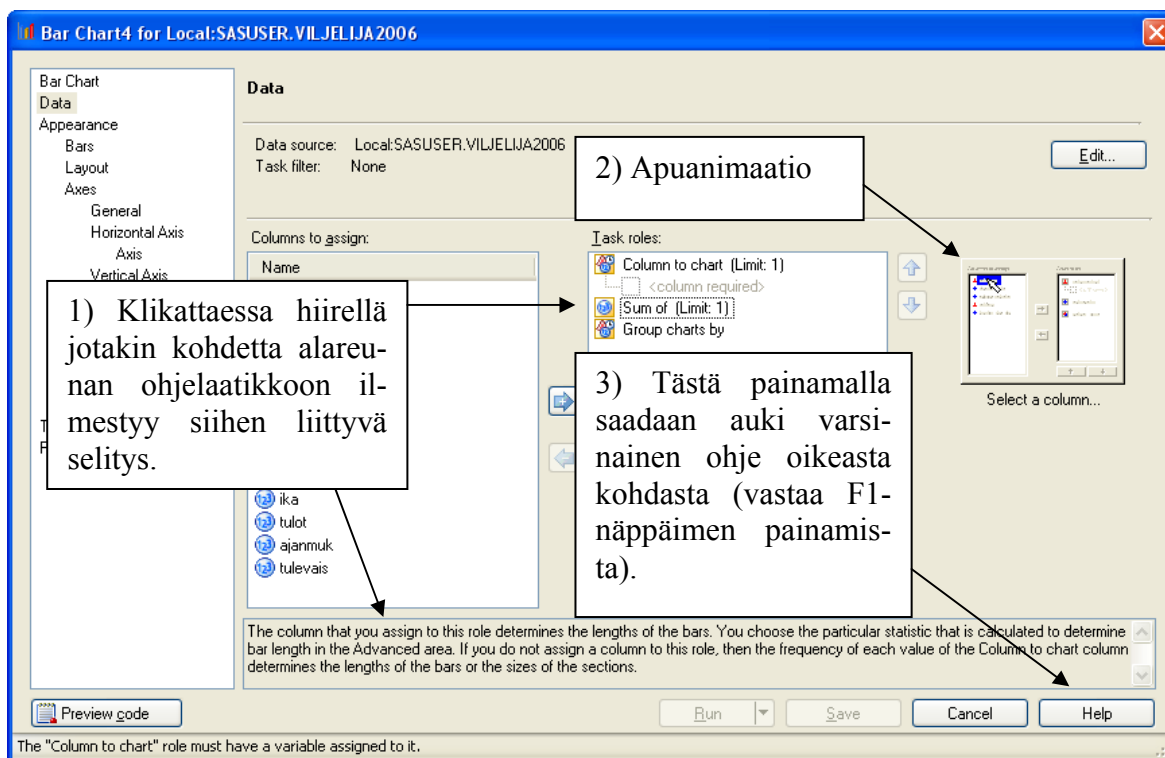 Bar Chart4 for Local:SASUSER.VILJELIJA2006
Bar Chart
Data
Appearance
Bars
Layout
Axes
General
Horizontal Axis
Axis
Vertical Axis
Data
Data source: Local:SASUSER.VILJELIJA2006
Task filter: None
Edit...
2) Apuanimaatio
Columns to assign:
Name
Task roles:
Column to chart (Limit: 1)
<column required>
Sum of (Limit: 1)
Group charts by
1) Klikattaessa hiirellä
jotakin kohdetta alareu-
nan ohjelaatikkoon il-
mestyy siihen liittyvä
selitys.
3) Tästä painamalla
saadaan auki varsi-
nainen ohje oikeasta
kohdasta (vastaa F1-
näppäimen painamis-
ta).
Select a column...
ika
tulot
ajanmuk
tulevais
The column that you assign to this role determines the lengths of the bars. You choose the particular statistic that is calculated to determine
bar length in the Advanced area. If you do not assign a column to this role, then the frequency of each value of the Column to chart column
determines the lengths of the bars or the sizes of the sections.
Preview code
Run
Save
Cancel
Help
The "Column to chart" role must have a variable assigned to it.